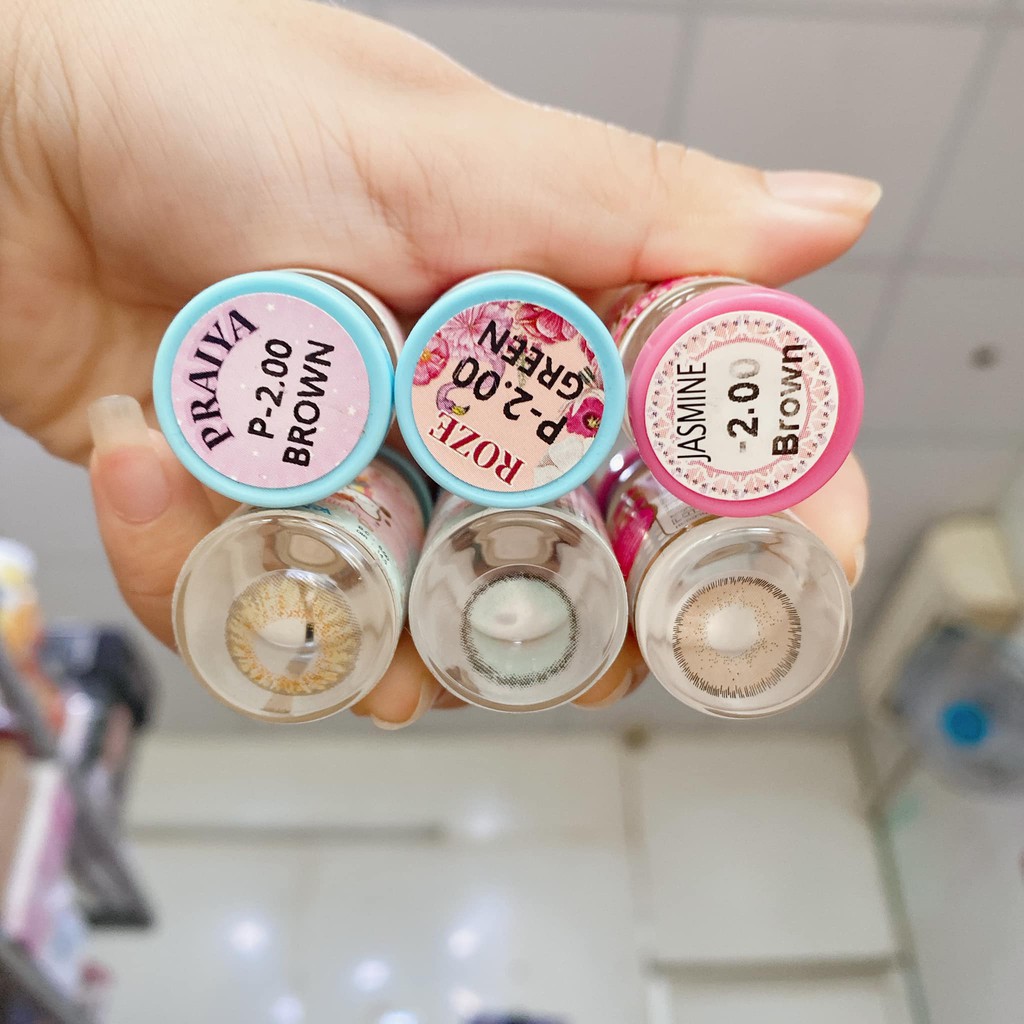 PRAIYA
P-2.00
BROWN
ROZE
P-2.00
GREEN
JASMINE
-2.00
Brown